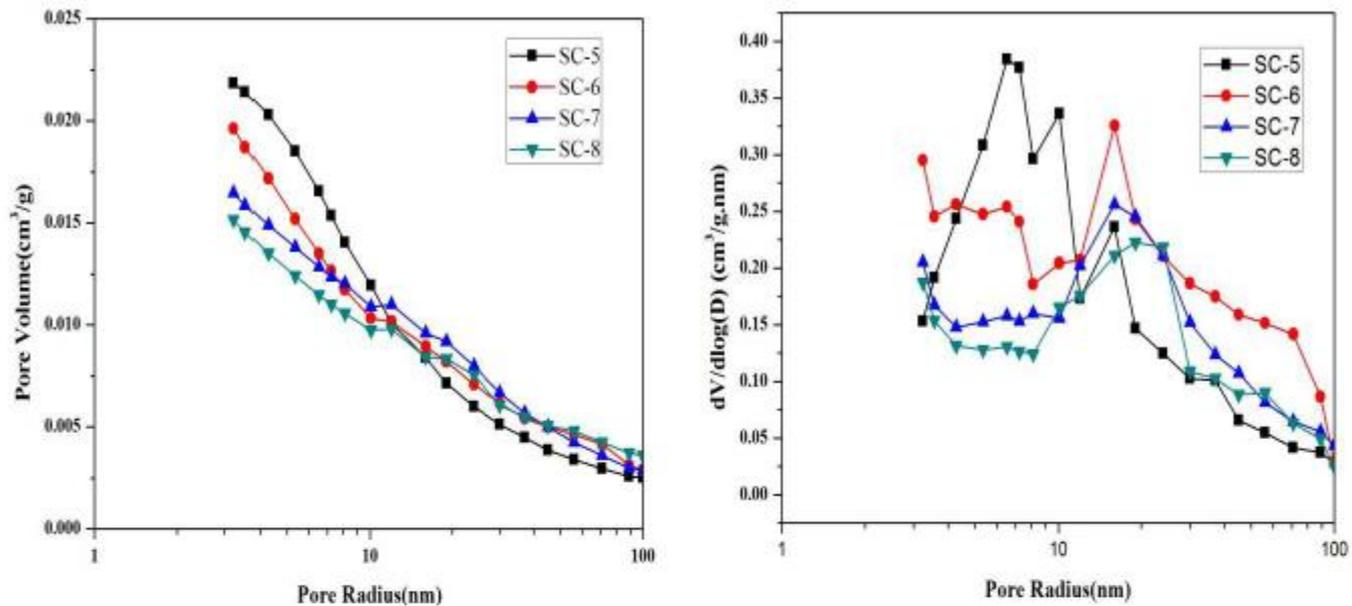 0.025
0.020
0.015
0.010
0.005
0.000
1
10
100
Pore Volume(cm³/g)
Pore Radius(nm)
SC-5
SC-6
SC-7
SC-8
0.40
0.35
0.30
0.25
0.20
0.15
0.10
0.05
0.00
1
10
100
dV/dlog(D) (cm³/g.nm)
Pore Radius(nm)
SC-5
SC-6
SC-7
SC-8